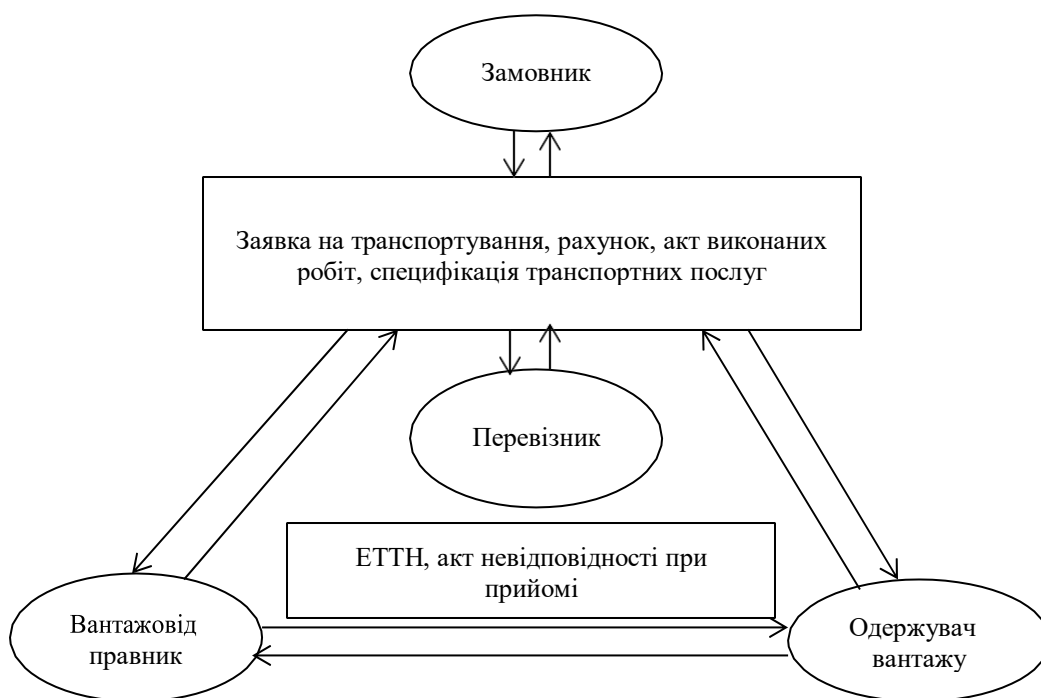 Замовник
Заявка на транспортування, рахунок, акт виконаних
робіт, специфікація транспортних послуг
Перевізник
ЕТТН, акт невідповідності при
прийомі
Вантажовід
правник
Одержувач
вантажу